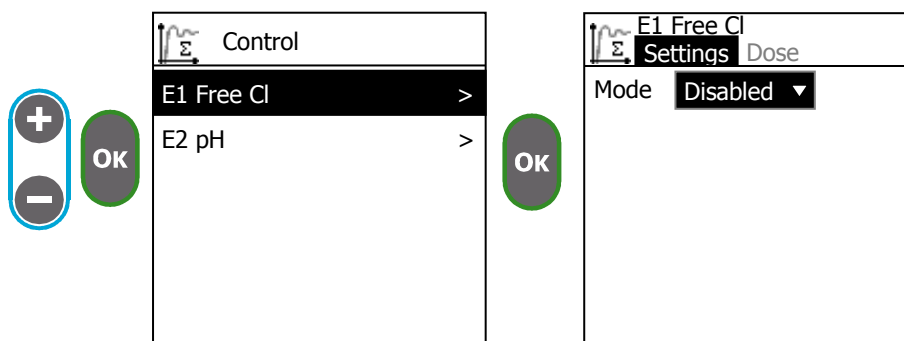 Control
E1 Free Cl >
E2 pH >
+
OK
−
OK
E1 Free Cl
Settings Dose
Mode Disabled ▼
Σ
Σ